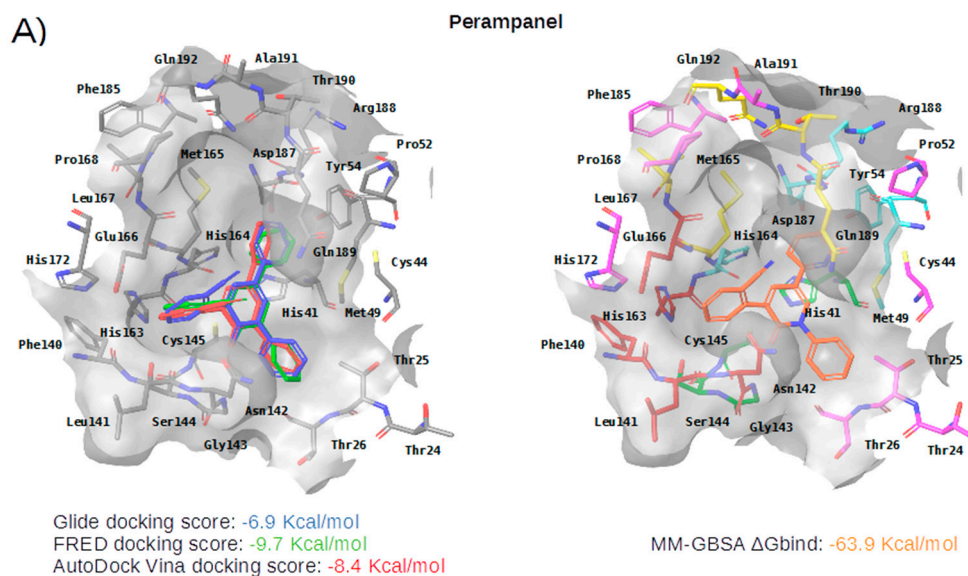 A)
Perampanel
Gln192
Ala191
Thr190
Phe185
Arg188
Pro52
Pro168
Met165
Asp187
Tyr54
Leu167
Glu166
His164
Gln189
His172
Cys44
His163
His41
Met49
Phe140
Cys145
Thr25
Leu141
Ser144
Asn142
Gly143
Thr26
Thr24
Glide docking score: -6.9 Kcal/mol
FRED docking score: -9.7 Kcal/mol
AutoDock Vina docking score: -8.4 Kcal/mol
Gln192
Ala191
Thr190
Phe185
Arg188
Pro52
Pro168
Met165
Tyr54
Leu167
Asp187
Glu166
His164
Gln189
His172
Cys44
His163
His41
Met49
Phe140
Cys145
Thr25
Asn142
Leu141
Ser144
Gly143
Thr26
Thr24
MM-GBSA ΔGbind: -63.9 Kcal/mol